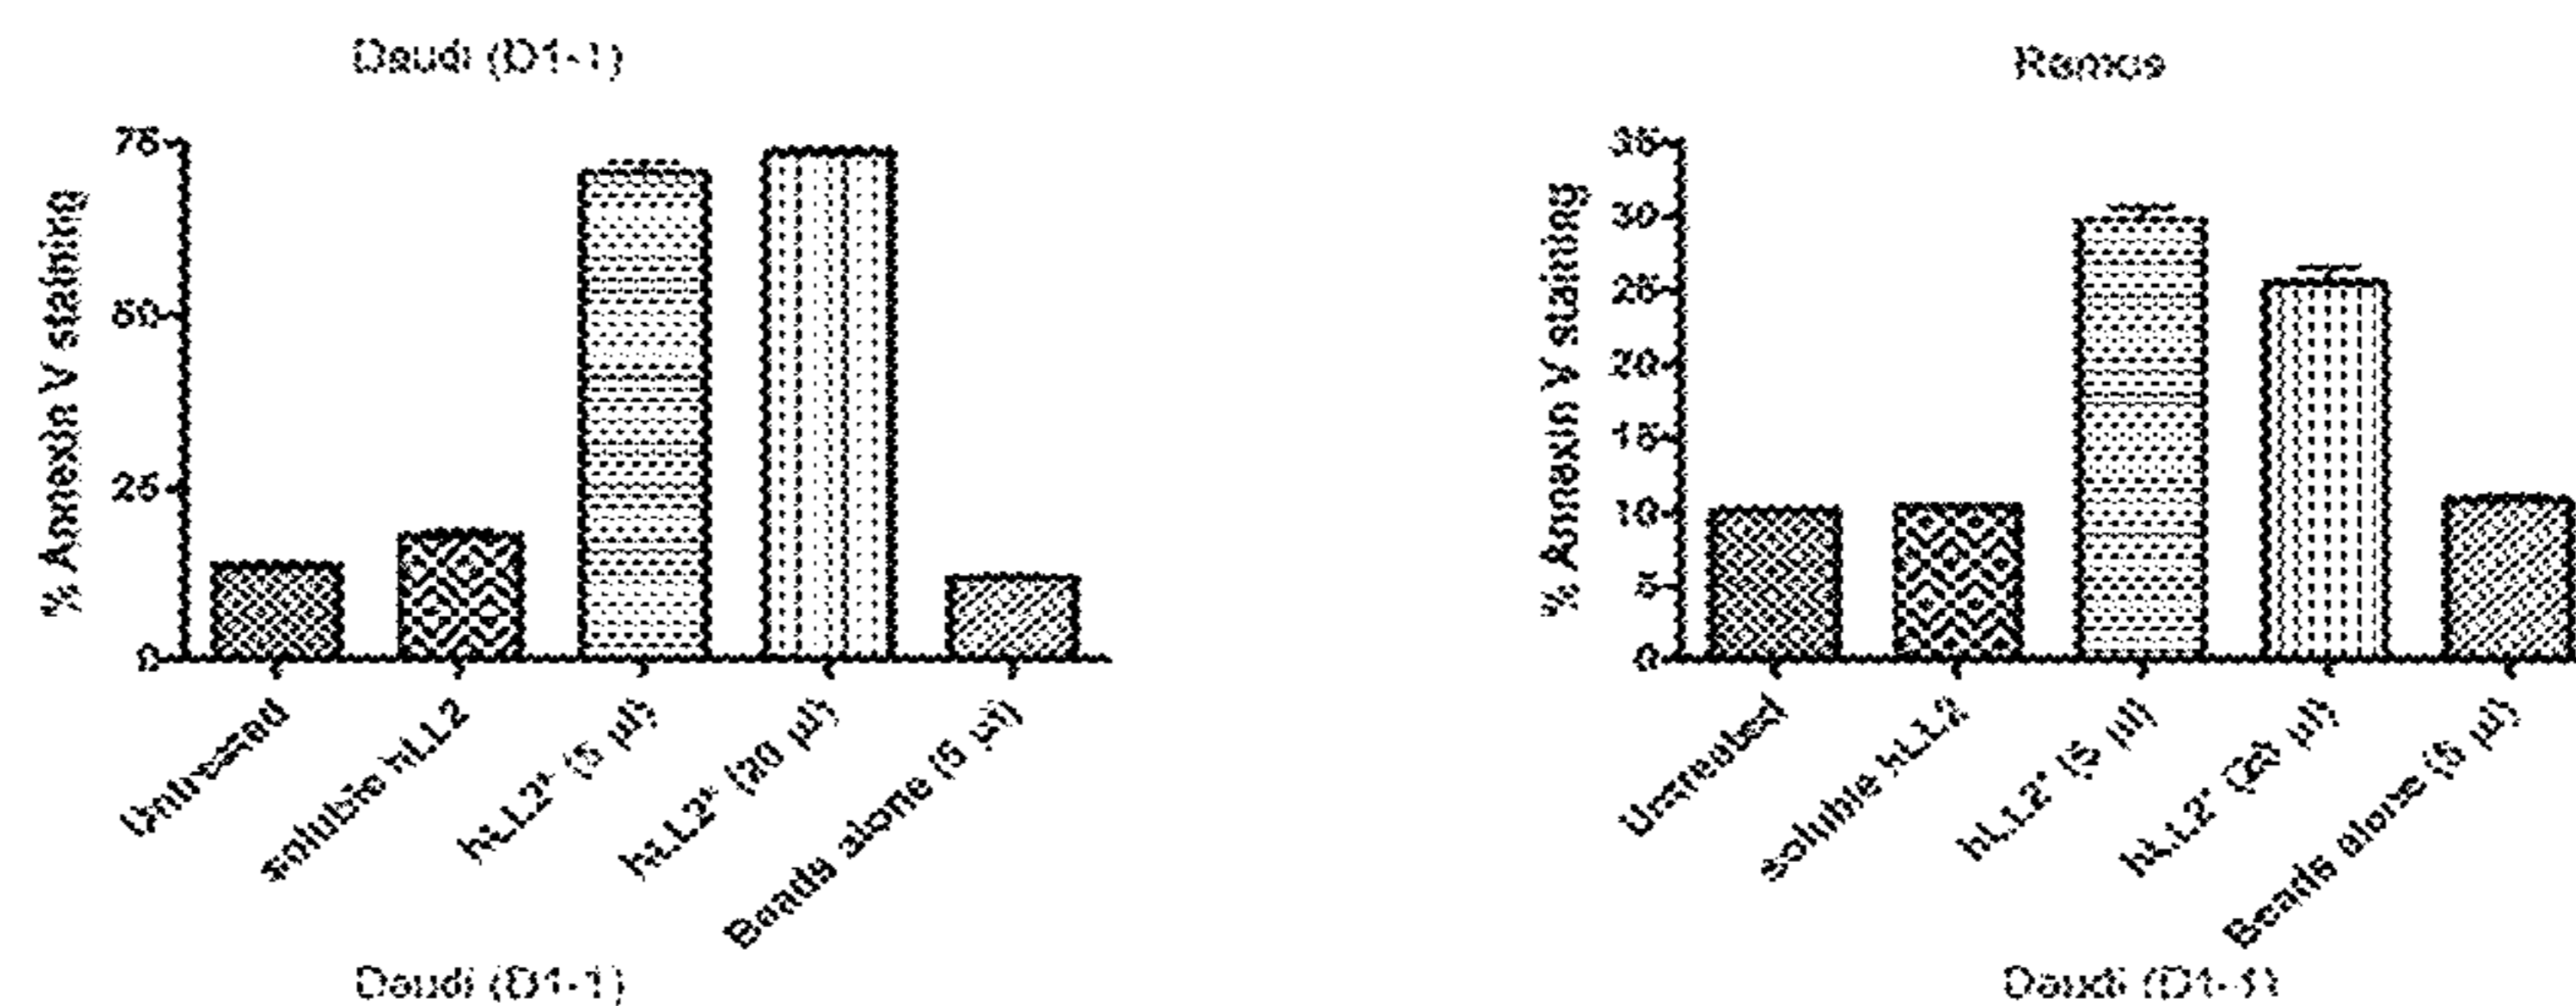 Daudi (D1-1)
Ramos
% Annexin V staining
75
50
25
0
Untreated
soluble hLL2
hLL2* (5 µl)
hLL2* (20 µl)
Beads alone (5 µl)
Daudi (D1-1)
% Annexin V staining
35
30
25
20
15
10
5
0
Untreated
soluble hLL2
hLL2* (5 µl)
hLL2* (20 µl)
Beads alone (5 µl)
Daudi (D1-1)